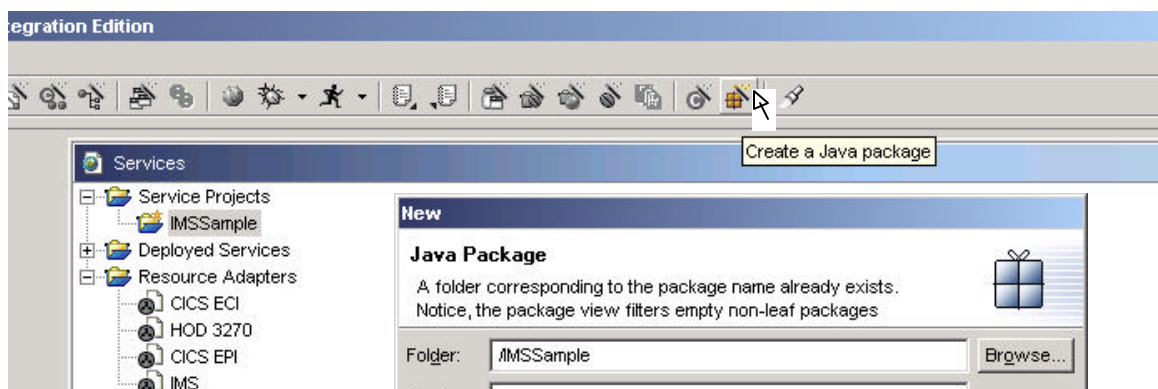 egration Edition
Create a Java package
Services
Service Projects
IMSSample
Deployed Services
Resource Adapters
CICS ECI
HOD 3270
CICS EPI
IMS
New
Java Package
A folder corresponding to the package name already exists.
Notice, the package view filters empty non-leaf packages
Folder:
/IMSSample
Browse...